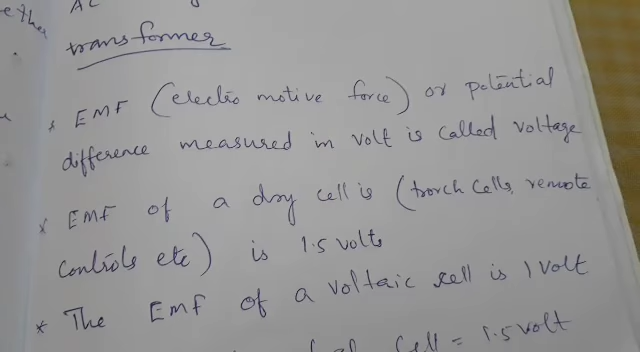 ether
AC
transformer
* EMF (electro motive force) or potential
difference measured in volt is called voltage
* EMF of a dry cell is (torch cells, remote
controls etc) is 1.5 volts
* The EMF of a voltaic cell is 1 volt
cell = 1.5 volt